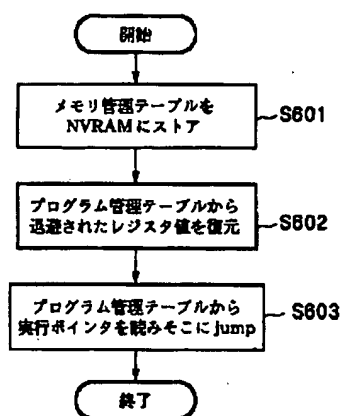 開始
メモリ管理テーブルを
NVRAMにストア
S601
プログラム管理テーブルから
退避されたレジスタ値を復元
S602
プログラム管理テーブルから
実行ポインタを読みそこにjump
S603
終了